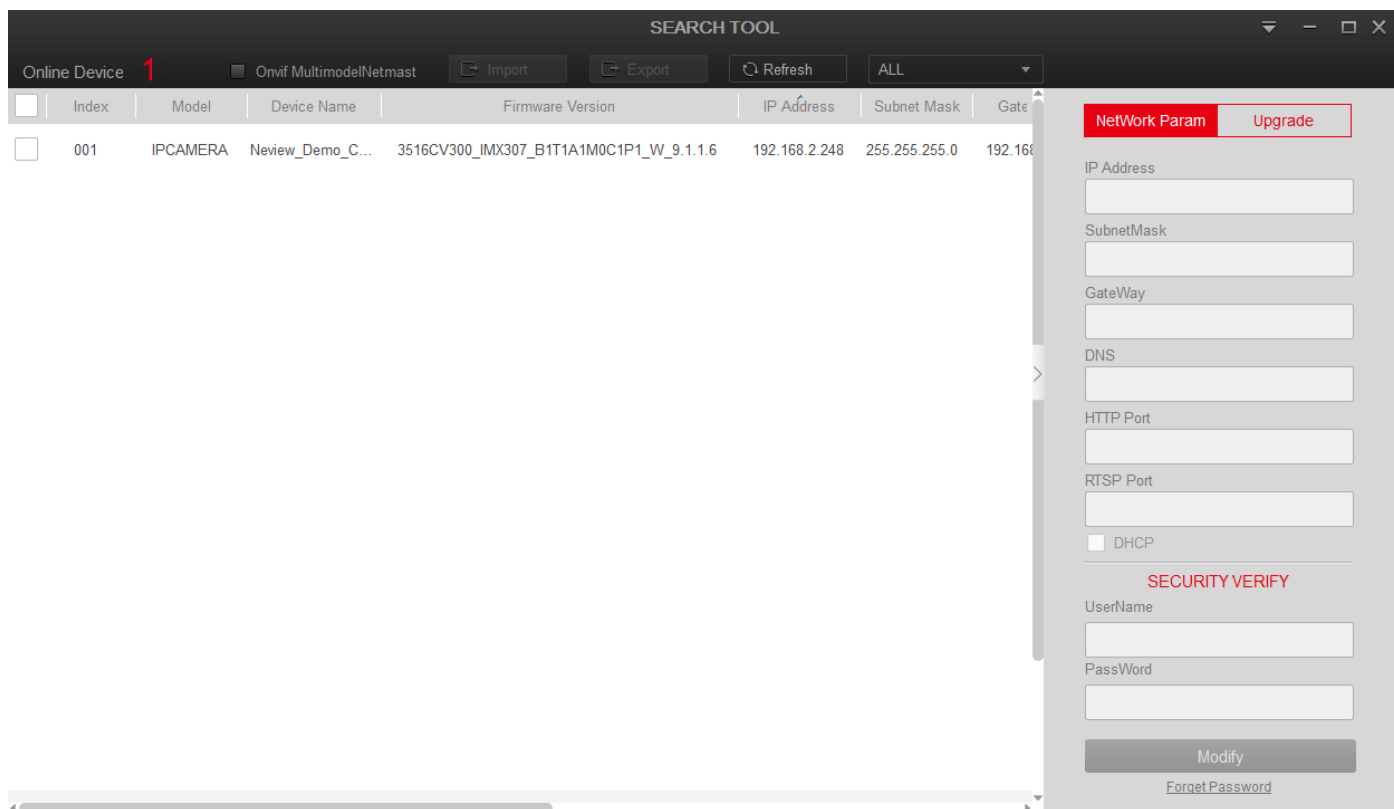 SEARCH TOOL
Online Device 1 Onvif MultimodelNetmast Import Export Refresh ALL
Index Model Device Name Firmware Version IP Address Subnet Mask Gate
001 IPCAMERA Neview_Demo_C... 3516CV300_IMX307_B1T1A1M0C1P1_W_9.1.1.6 192.168.2.248 255.255.255.0 192.168
NetWork Param Upgrade
IP Address
SubnetMask
GateWay
DNS
HTTP Port
RTSP Port
DHCP
SECURITY VERIFY
UserName
PassWord
Modify
Forget Password